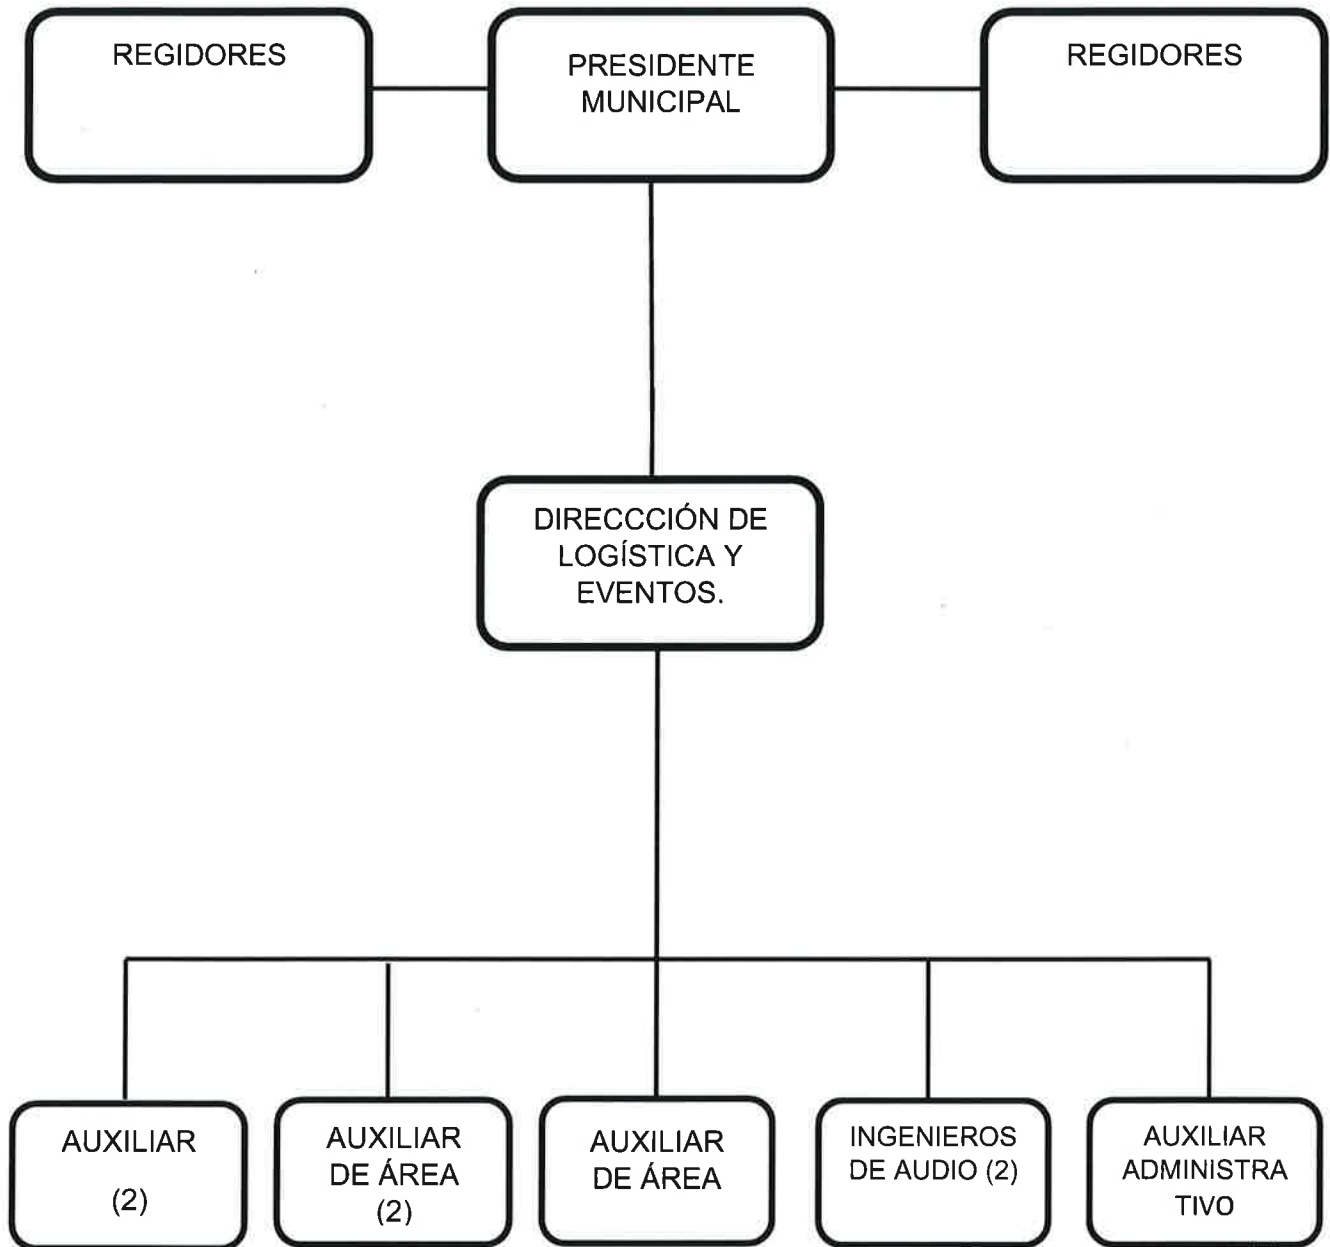 REGIDORES
PRESIDENTE
MUNICIPAL
REGIDORES
DIRECCCIÓN DE
LOGÍSTICA Y
EVENTOS.
AUXILIAR
(2)
AUXILIAR
DE ÁREA
(2)
AUXILIAR
DE ÁREA
INGENIEROS
DE AUDIO (2)
AUXILIAR
ADMINISTRA
TIVO